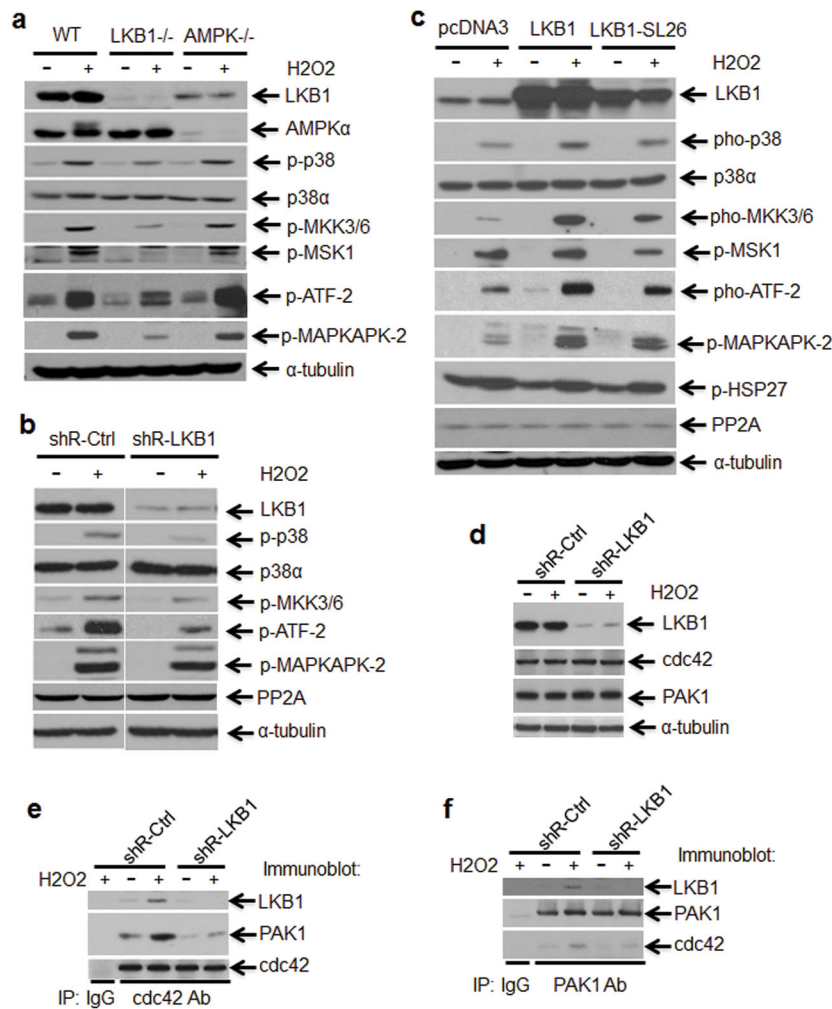 a
WT LKB1-/- AMPK-/-
- + - + - + H2O2
LKB1
AMPKα
p-p38
p38α
p-MKK3/6
p-MSK1
p-ATF-2
p-MAPKAPK-2
α-tubulin
b
shR-Ctrl shR-LKB1
- + - + H2O2
LKB1
p-p38
p38α
p-MKK3/6
p-ATF-2
p-MAPKAPK-2
PP2A
α-tubulin
c
pcDNA3 LKB1 LKB1-SL26
- + - + - + H2O2
LKB1
pho-p38
p38α
pho-MKK3/6
p-MSK1
pho-ATF-2
p-MAPKAPK-2
p-HSP27
PP2A
α-tubulin
d
shR-Ctrl shR-LKB1
- + - + H2O2
LKB1
cdc42
PAK1
α-tubulin
e
shR-Ctrl shR-LKB1
Immunoblot:
H2O2 + - + - +
LKB1
PAK1
cdc42
IP: IgG cdc42 Ab
f
shR-Ctrl shR-LKB1
Immunoblot:
H2O2 + - + - +
LKB1
PAK1
cdc42
IP: IgG PAK1 Ab